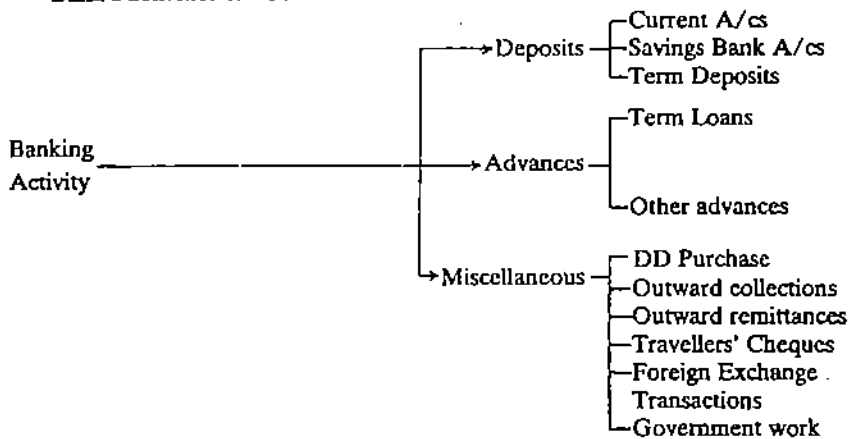 Current A/cs
Deposits
Savings Bank A/cs
Term Deposits
Term Loans
Banking
Activity
Advances
Other advances
DD Purchase
Miscellaneous
Outward collections
Outward remittances
Travellers' Cheques
Foreign Exchange
Transactions
Government work